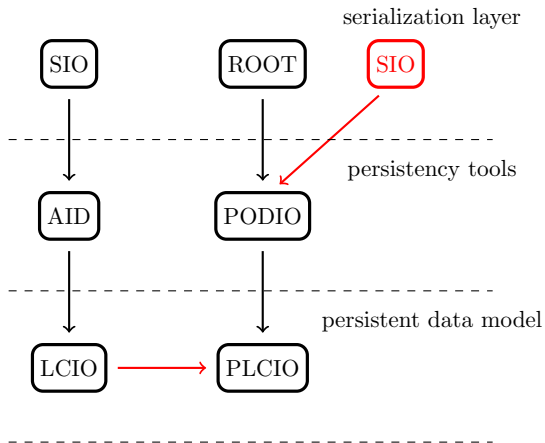 serialization layer
SIO
ROOT
SIO
persistency tools
AID
PODIO
persistent data model
LCIO
PLCIO